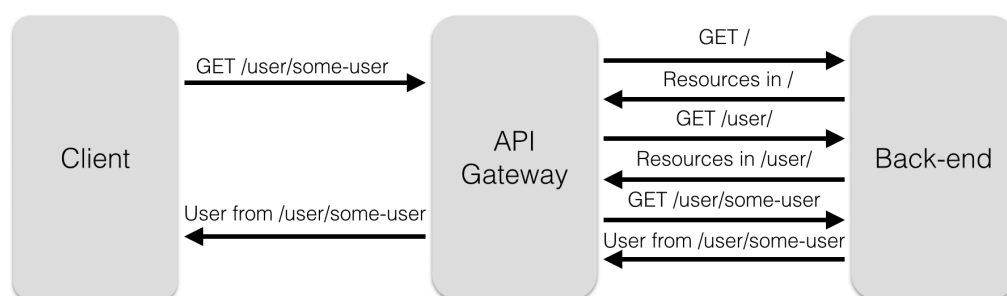 Client
GET /user/some-user
User from /user/some-user
API
Gateway
GET /
Resources in /
GET /user/
Resources in /user/
GET /user/some-user
User from /user/some-user
Back-end